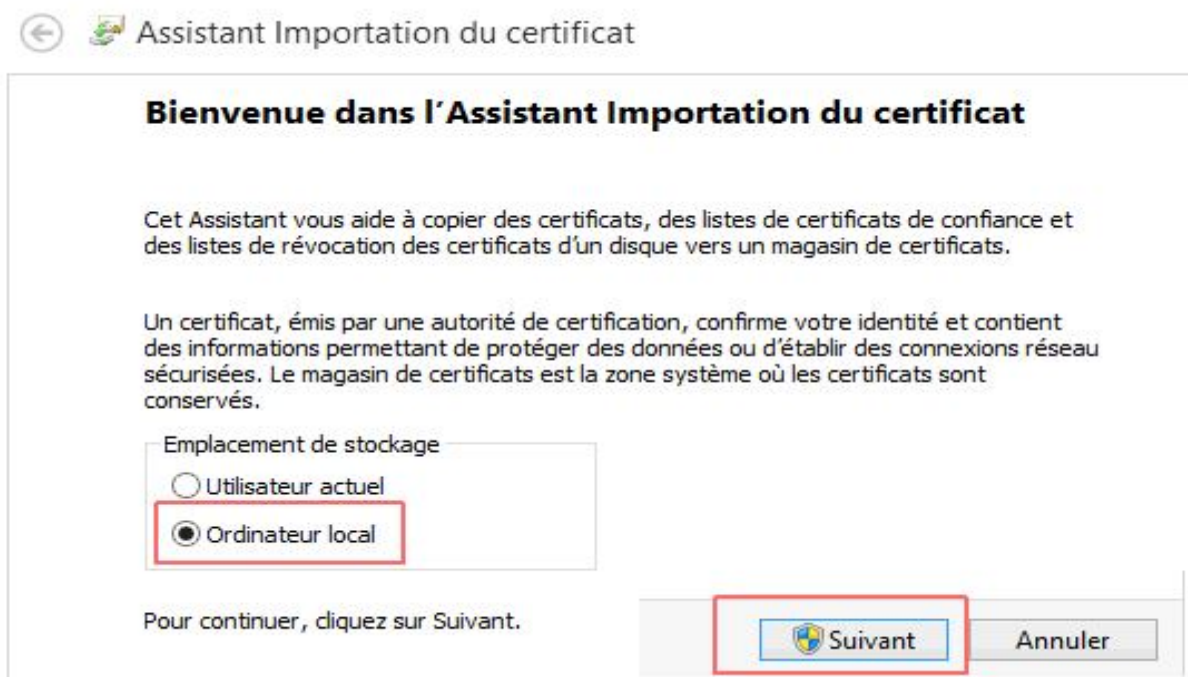 Assistant Importation du certificat
Bienvenue dans l'Assistant Importation du certificat
Cet Assistant vous aide à copier des certificats, des listes de certificats de confiance et
des listes de révocation des certificats d'un disque vers un magasin de certificats.
Un certificat, émis par une autorité de certification, confirme votre identité et contient
des informations permettant de protéger des données ou d'établir des connexions réseau
sécurisées. Le magasin de certificats est la zone système où les certificats sont
conservés.
Emplacement de stockage
Utilisateur actuel
Ordinateur local
Pour continuer, cliquez sur Suivant.
Suivant
Annuler